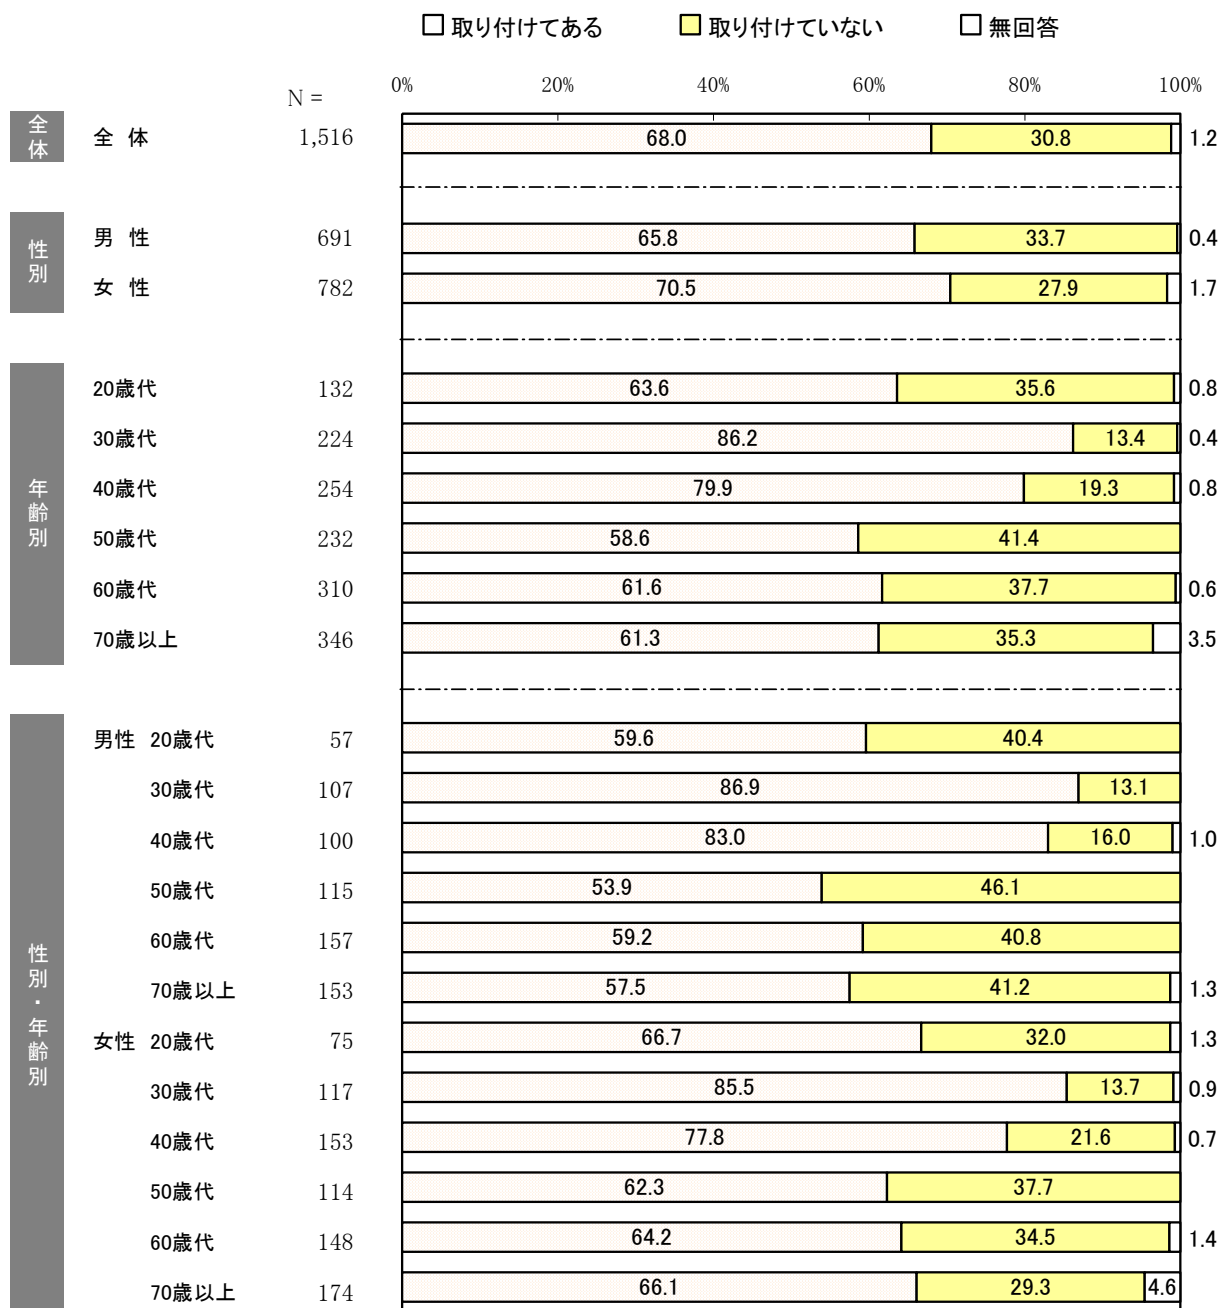 取り付けてある 取り付けていない 無回答
N = 0% 20% 40% 60% 80% 100%
全体 全 体 1,516 68.0 30.8 1.2
性別
男 性 691 65.8 33.7 0.4
女 性 782 70.5 27.9 1.7
年齢別
20歳代 132 63.6 35.6 0.8
30歳代 224 86.2 13.4 0.4
40歳代 254 79.9 19.3 0.8
50歳代 232 58.6 41.4
60歳代 310 61.6 37.7 0.6
70歳以上 346 61.3 35.3 3.5
性別・年齢別
男性 20歳代 57 59.6 40.4
30歳代 107 86.9 13.1
40歳代 100 83.0 16.0 1.0
50歳代 115 53.9 46.1
60歳代 157 59.2 40.8
70歳以上 153 57.5 41.2 1.3
女性 20歳代 75 66.7 32.0 1.3
30歳代 117 85.5 13.7 0.9
40歳代 153 77.8 21.6 0.7
50歳代 114 62.3 37.7
60歳代 148 64.2 34.5 1.4
70歳以上 174 66.1 29.3 4.6